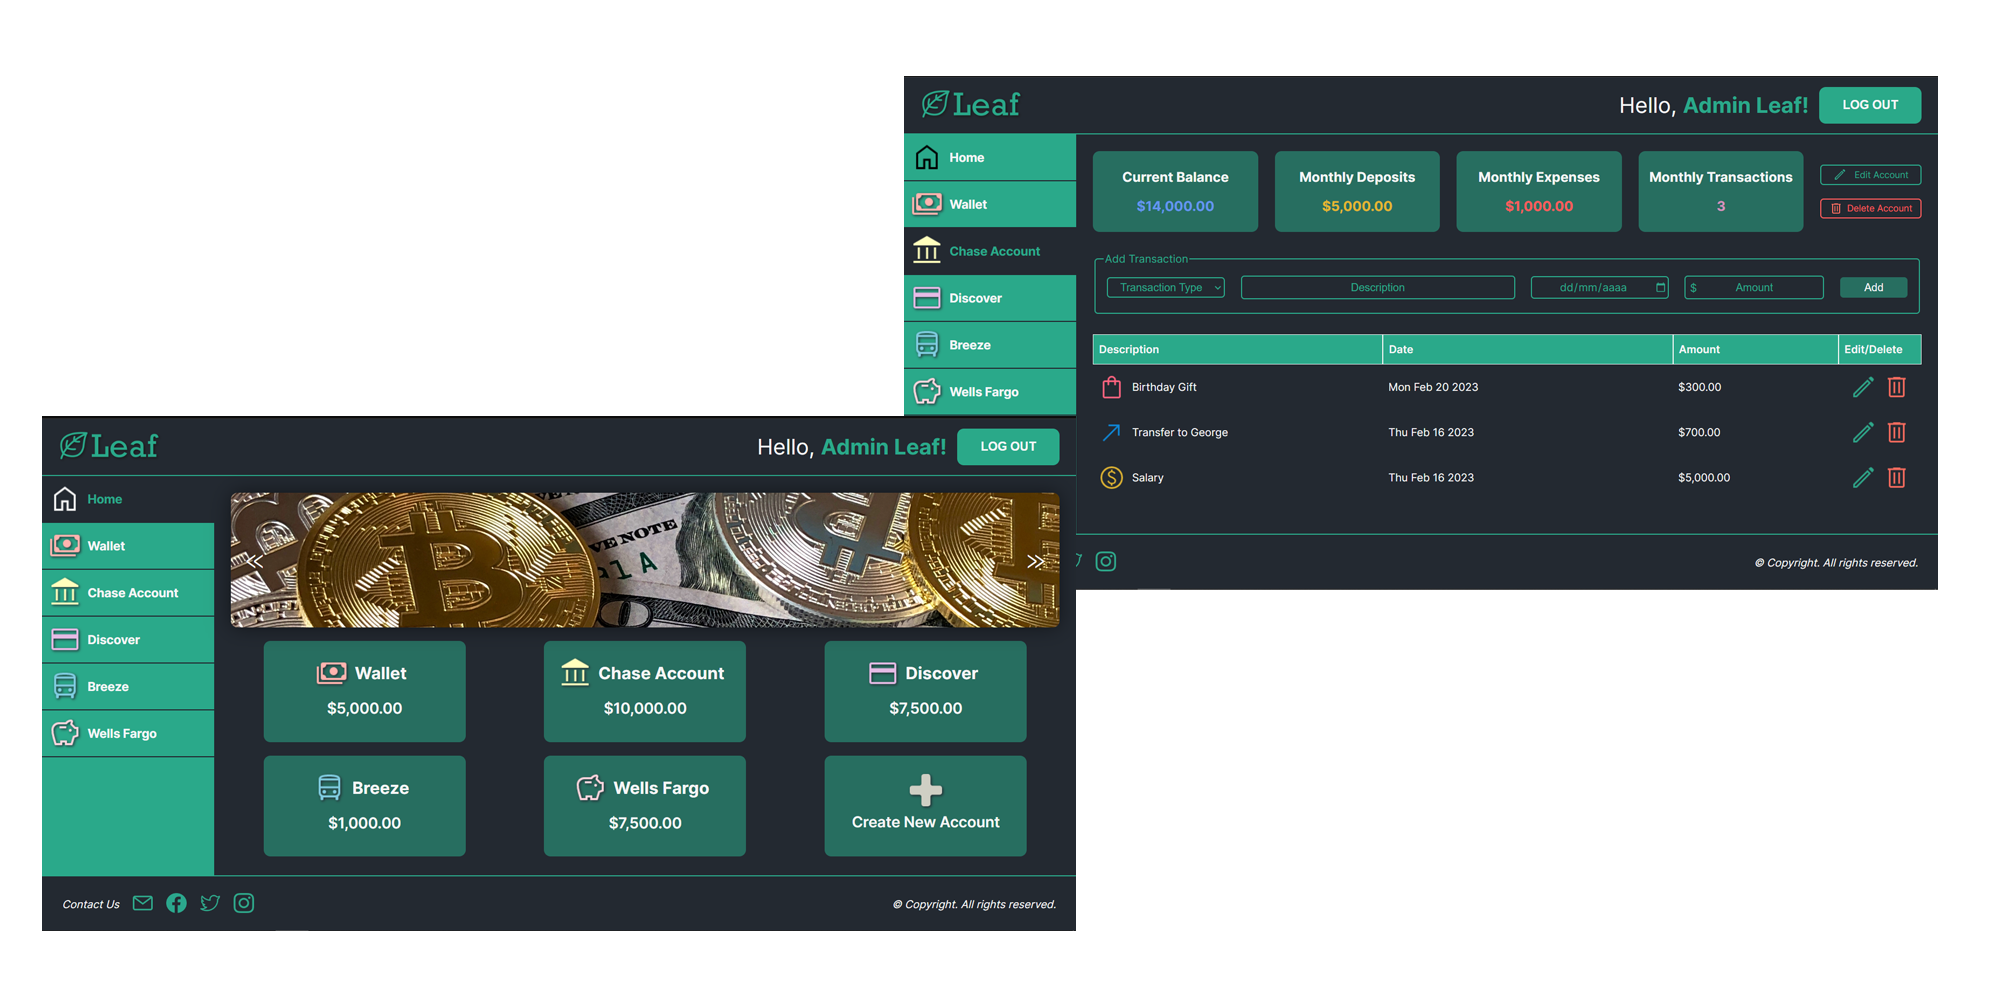 Leaf
Hello, Admin Leaf!
LOG OUT
Home
Wallet
Chase Account
Discover
Breeze
Wells Fargo
Current Balance
$14,000.00
Monthly Deposits
$5,000.00
Monthly Expenses
$1,000.00
Monthly Transactions
3
Edit Account
Delete Account
Add Transaction
Transaction Type
Description
dd/mm/aaaa
$ Amount
Add
Description Date Amount Edit/Delete
Birthday Gift Mon Feb 20 2023 $300.00
Transfer to George Thu Feb 16 2023 $700.00
Salary Thu Feb 16 2023 $5,000.00
© Copyright. All rights reserved.
Leaf
Hello, Admin Leaf!
LOG OUT
Home
Wallet
Chase Account
Discover
Breeze
Wells Fargo
VE NOTE
Wallet
$5,000.00
Chase Account
$10,000.00
Discover
$7,500.00
Breeze
$1,000.00
Wells Fargo
$7,500.00
Create New Account
Contact Us
© Copyright. All rights reserved.